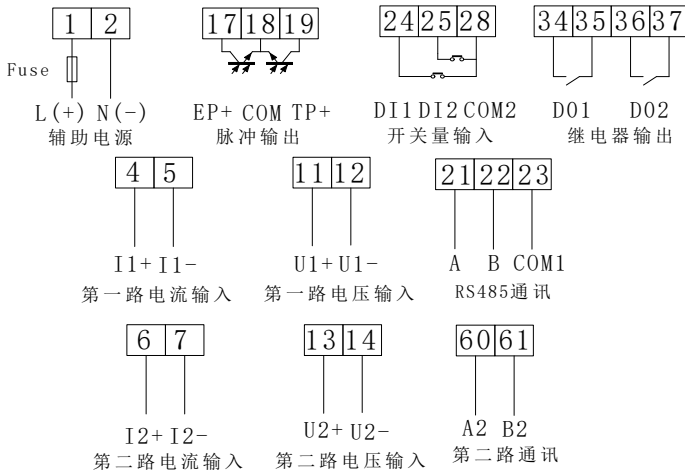 1 2
17 18 19
24 25 28
34 35 36 37
Fuse
L(+) N(-)
EP+ COM TP+
DI1 DI2 COM2
DO1 DO2
辅助电源
脉冲输出
开关量输入
继电器输出
4 5
11 12
21 22 23
I1+ I1-
U1+ U1-
A B COM1
第一路电流输入
第一路电压输入
RS485通讯
6 7
13 14
60 61
I2+ I2-
U2+ U2-
A2 B2
第二路电流输入
第二路电压输入
第二路通讯